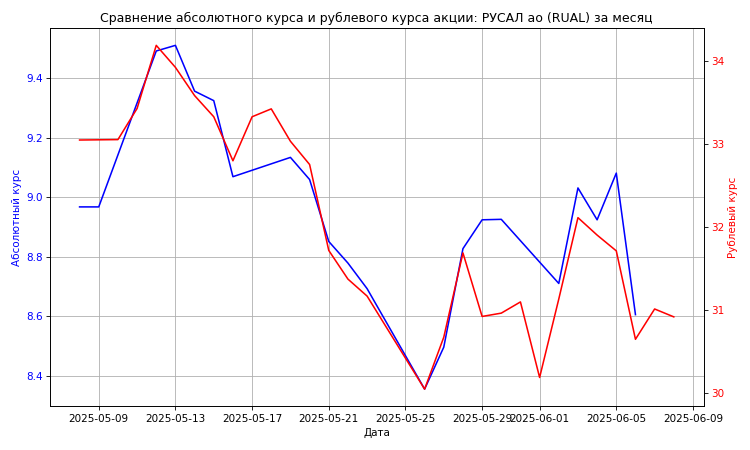 Сравнение абсолютного курса и рублевого курса акции: РУСАЛ ао (RUAL) за месяц
Абсолютный курс
9.4
9.2
9.0
8.8
8.6
8.4
34
33
32
31
30
Рублевый курс
2025-05-09 2025-05-13 2025-05-17 2025-05-21 2025-05-25 2025-05-29 2025-06-01 2025-06-05 2025-06-09
Дата